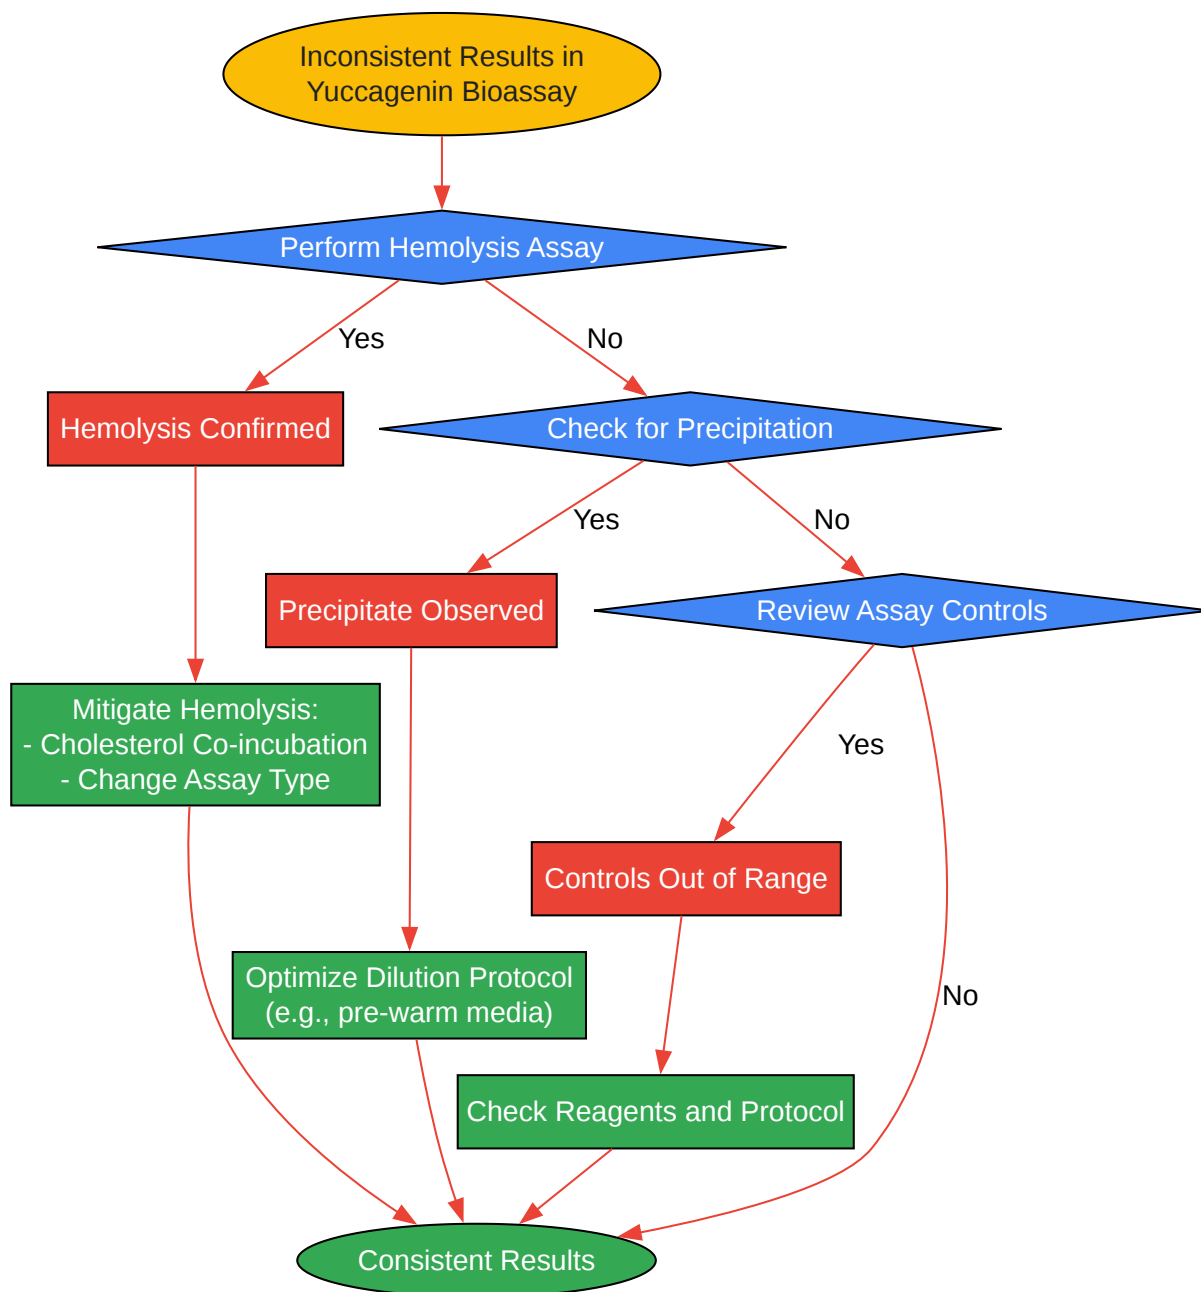 Inconsistent Results in
Yuccagenin Bioassay
Perform Hemolysis Assay
Yes
No
Hemolysis Confirmed
Check for Precipitation
Yes
No
Precipitate Observed
Review Assay Controls
Mitigate Hemolysis:
- Cholesterol Co-incubation
- Change Assay Type
Yes
Controls Out of Range
Optimize Dilution Protocol
(e.g., pre-warm media)
No
Check Reagents and Protocol
Consistent Results